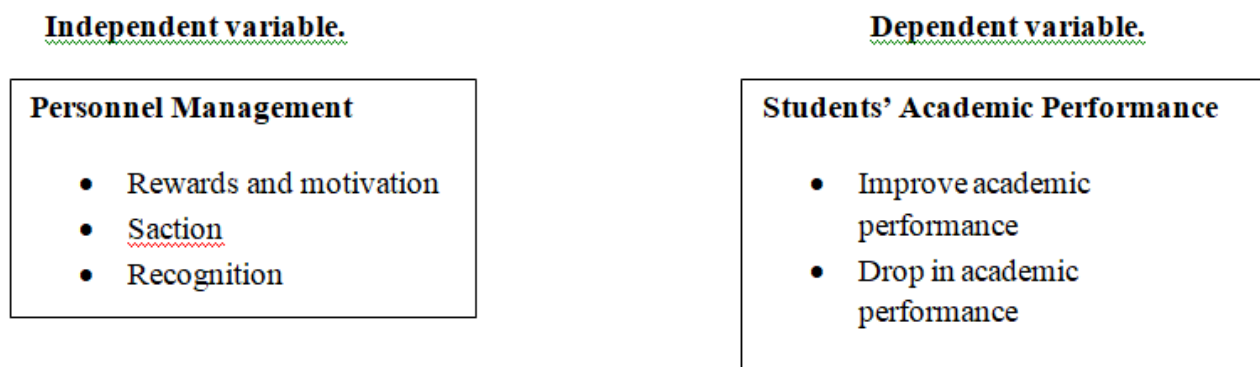 Independent variable.
Dependent variable.
Personnel Management
• Rewards and motivation
• Saction
• Recognition
Students’ Academic Performance
• Improve academic
performance
• Drop in academic
performance